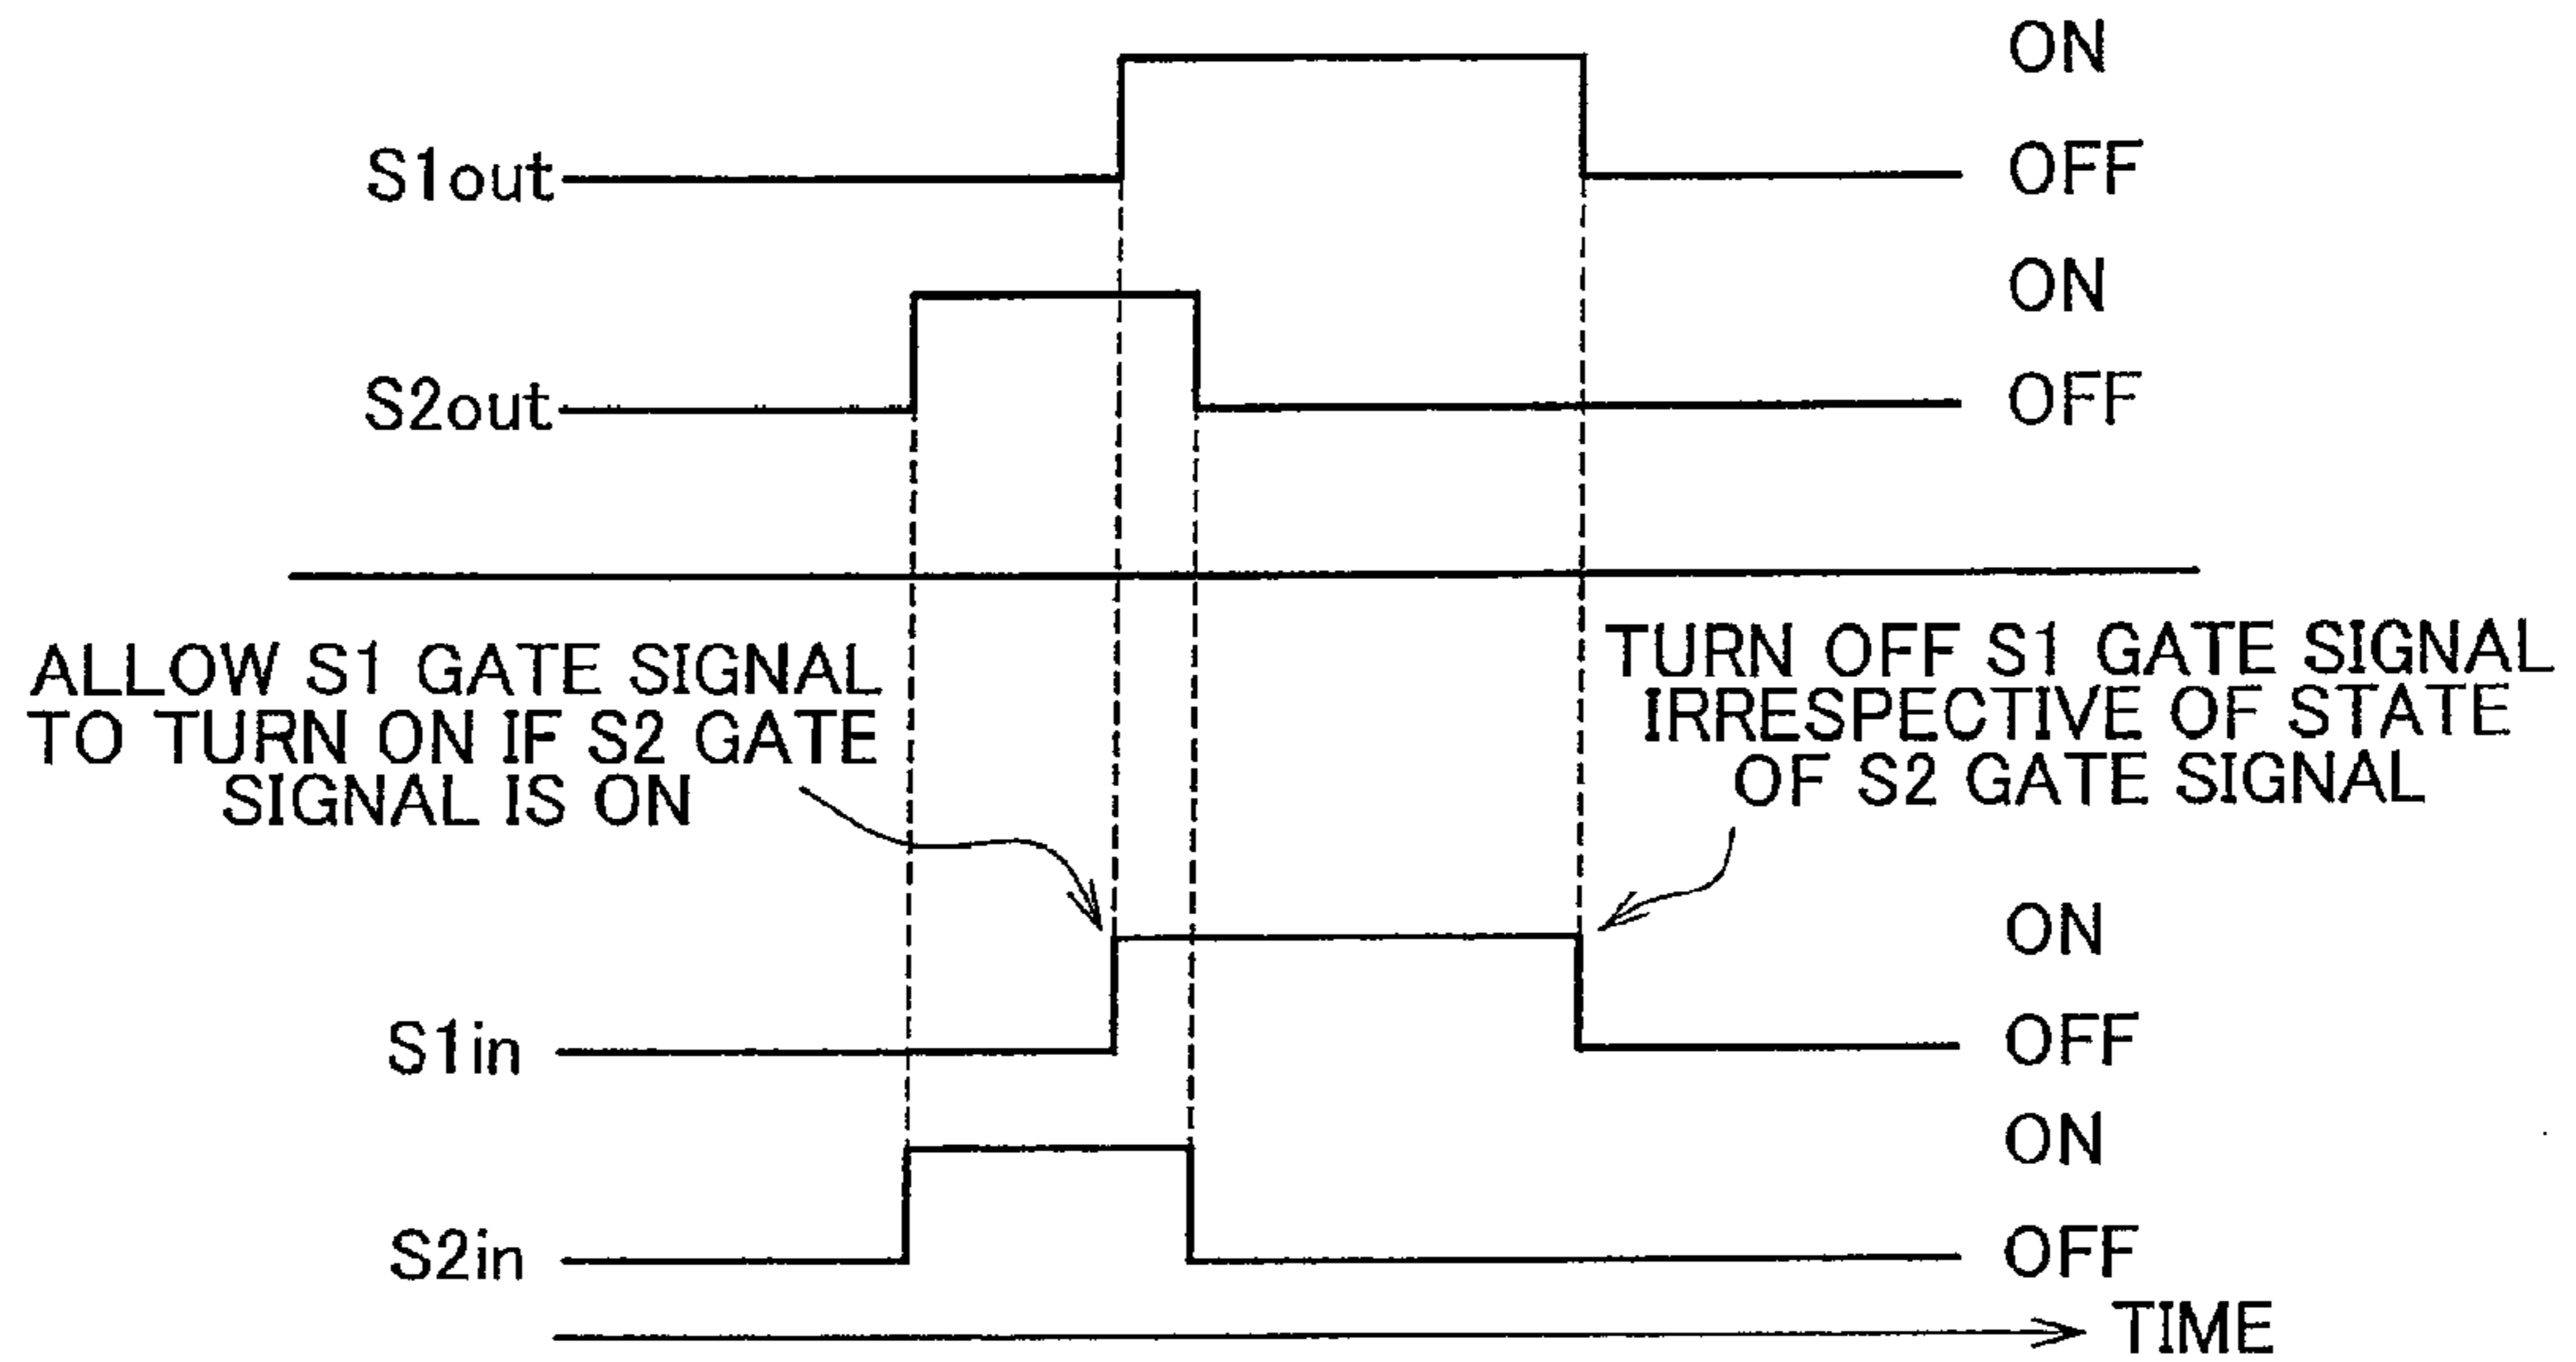 ON
S1out
OFF
ON
S2out
OFF
ALLOW S1 GATE SIGNAL
TO TURN ON IF S2 GATE
SIGNAL IS ON
TURN OFF S1 GATE SIGNAL
IRRESPECTIVE OF STATE
OF S2 GATE SIGNAL
ON
S1in
OFF
ON
S2in
OFF
TIME